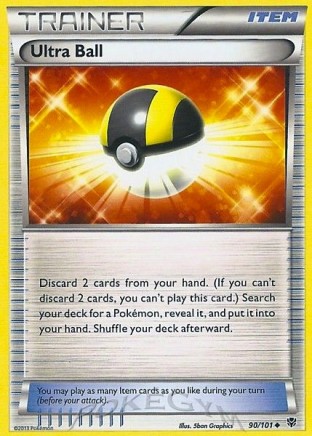 TRAINER ITEM
Ultra Ball
Discard 2 cards from your hand. (If you can't
discard 2 cards, you can't play this card.) Search
your deck for a Pokémon, reveal it, and put it into
your hand. Shuffle your deck afterward.
You may play as many Item cards as you like during your turn
(before your attack).
POKEGYM
©2013 Pokémon
Illus. 5ban Graphics
90/101